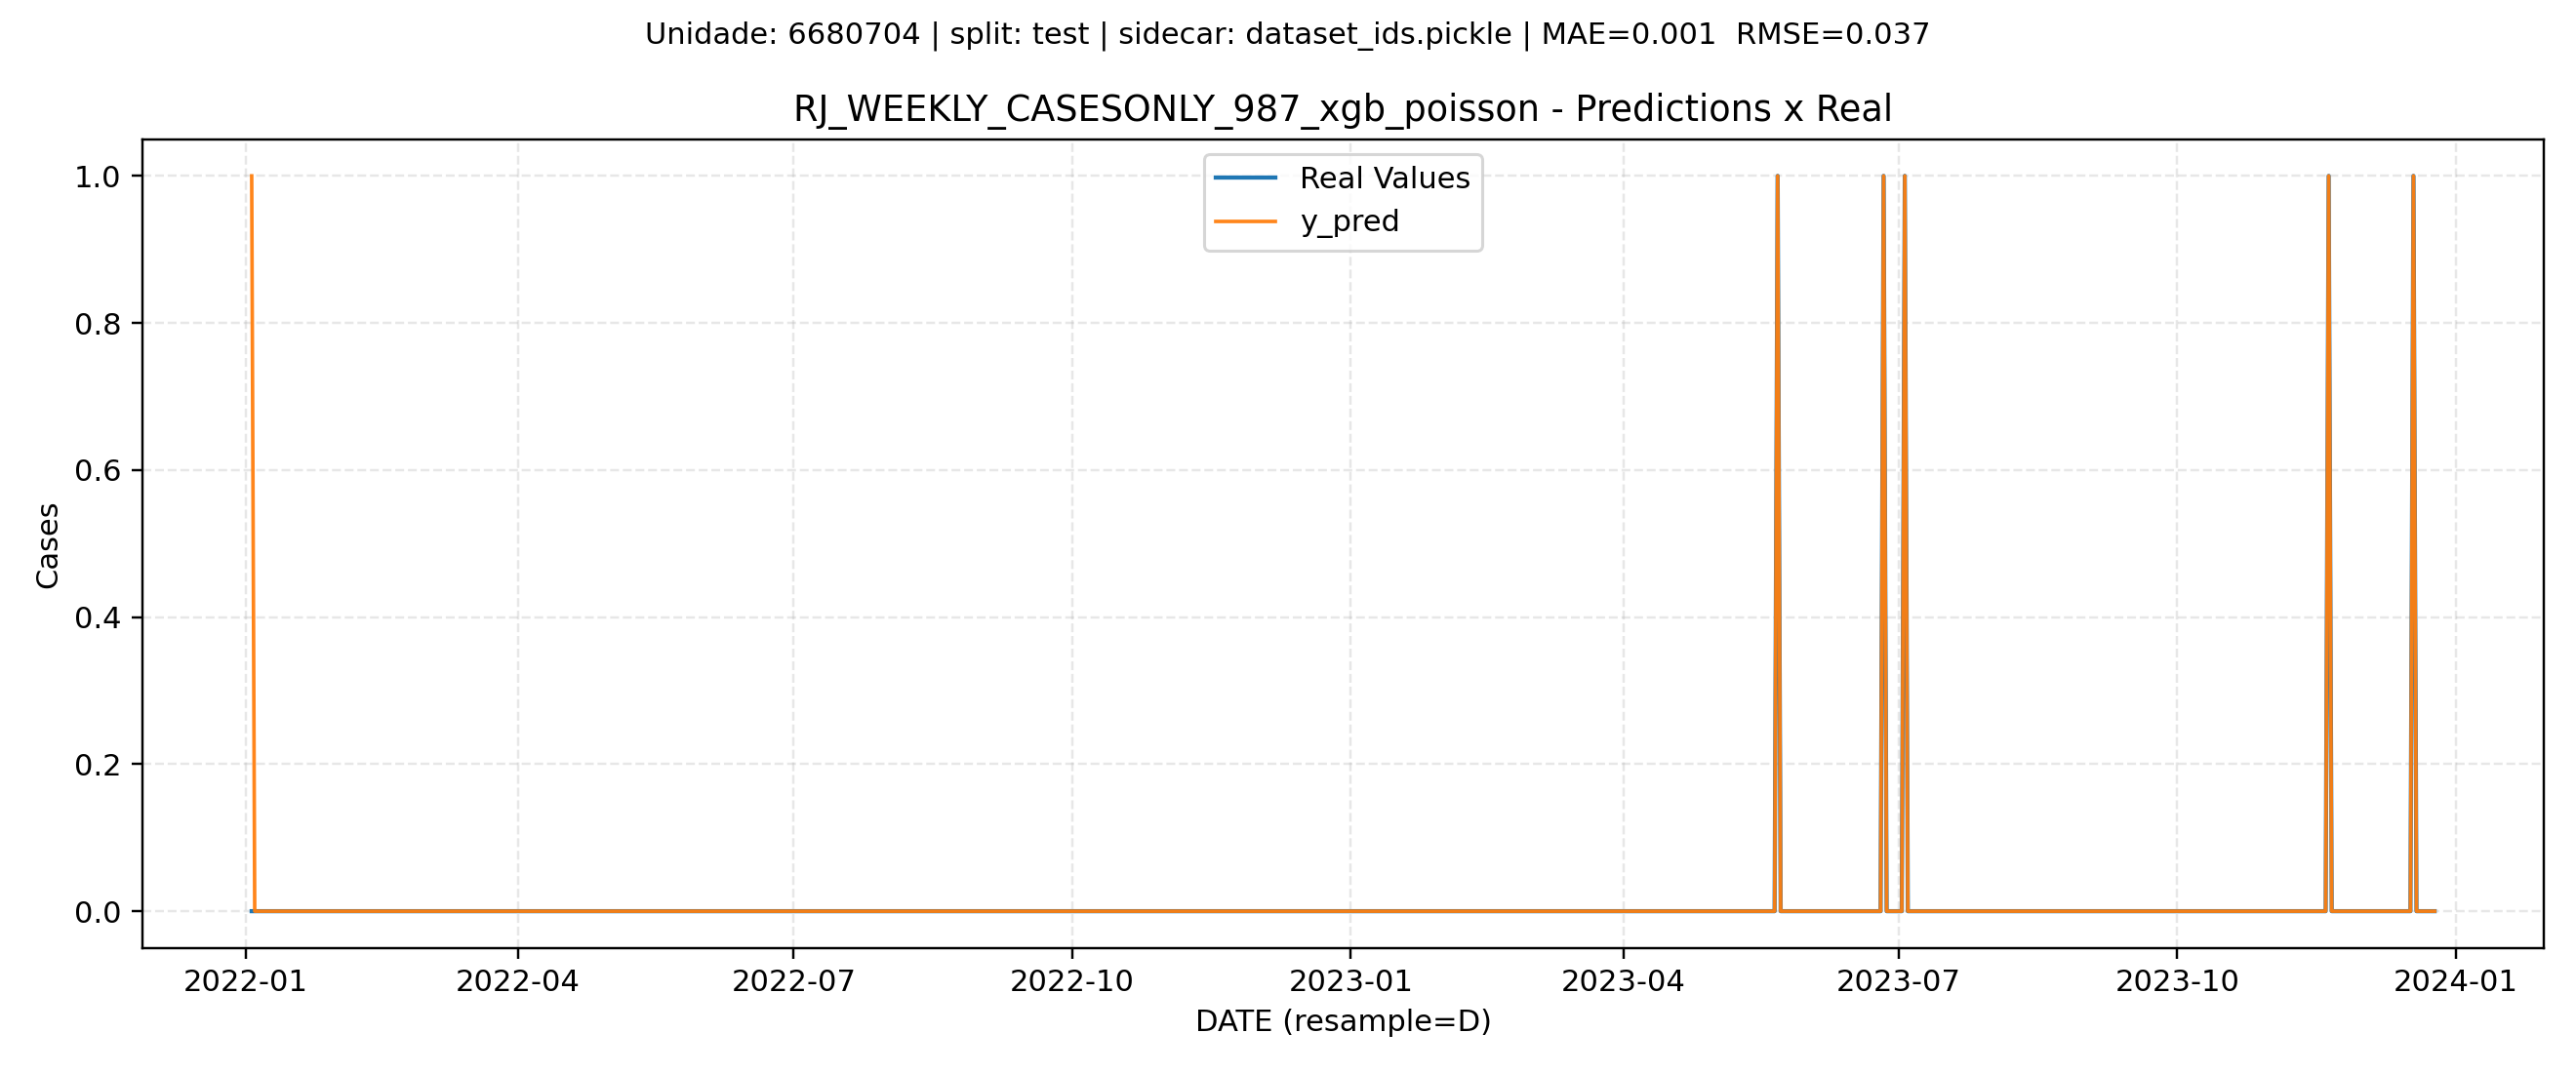 Unidade: 6680704 | split: test | sidecar: dataset_ids.pickle | MAE=0.001  RMSE=0.037
RJ_WEEKLY_CASESONLY_987_xgb_poisson - Predictions x Real
Real Values
y_pred
1.0
0.8
0.6
0.4
0.2
0.0
Cases
2022-01 2022-04 2022-07 2022-10 2023-01 2023-04 2023-07 2023-10 2024-01
DATE (resample=D)